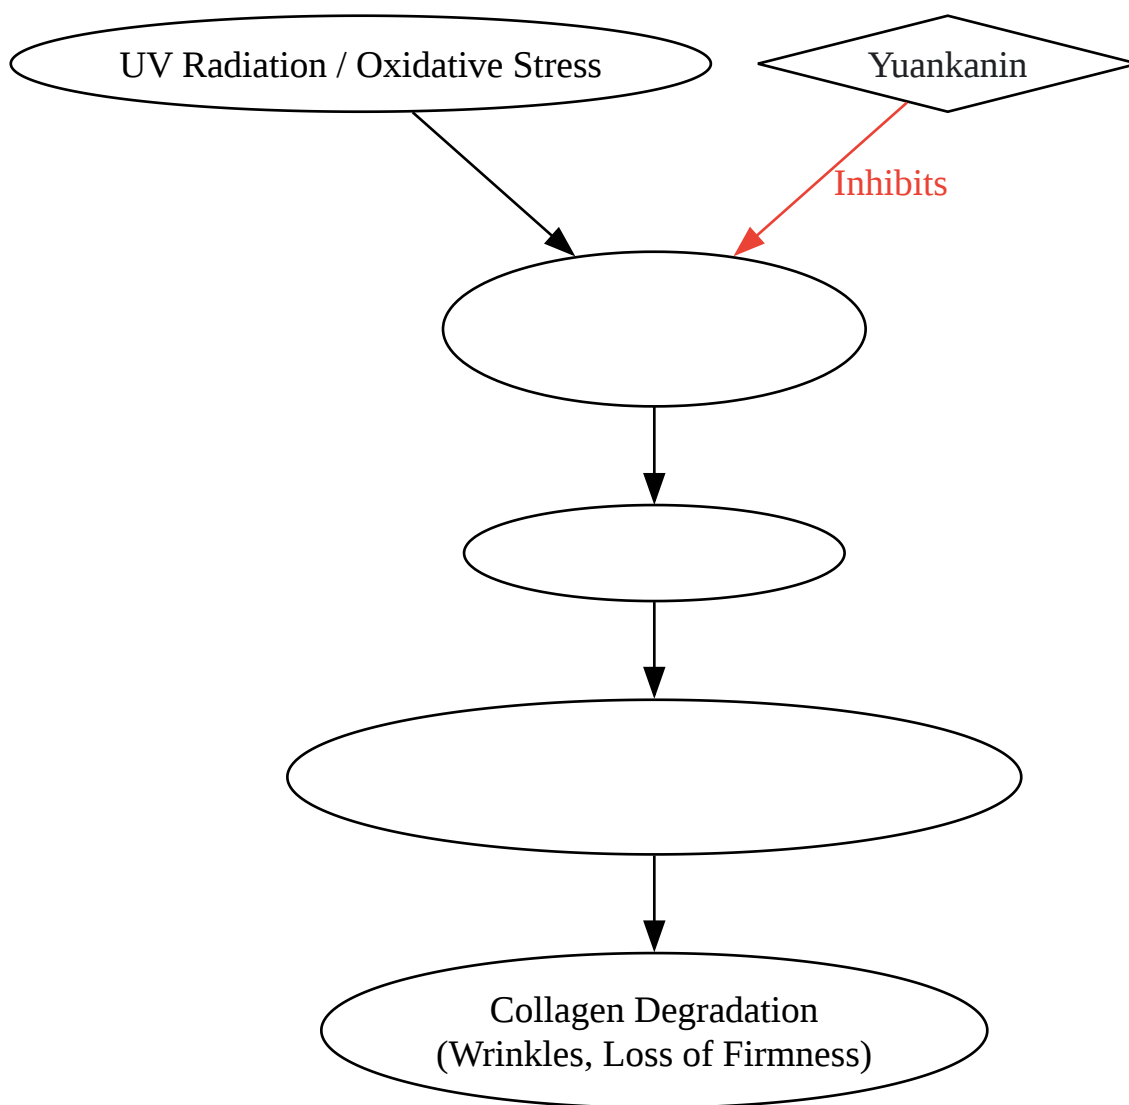 UV Radiation / Oxidative Stress
Yuankanin
Inhibits
Collagen Degradation
(Wrinkles, Loss of Firmness)